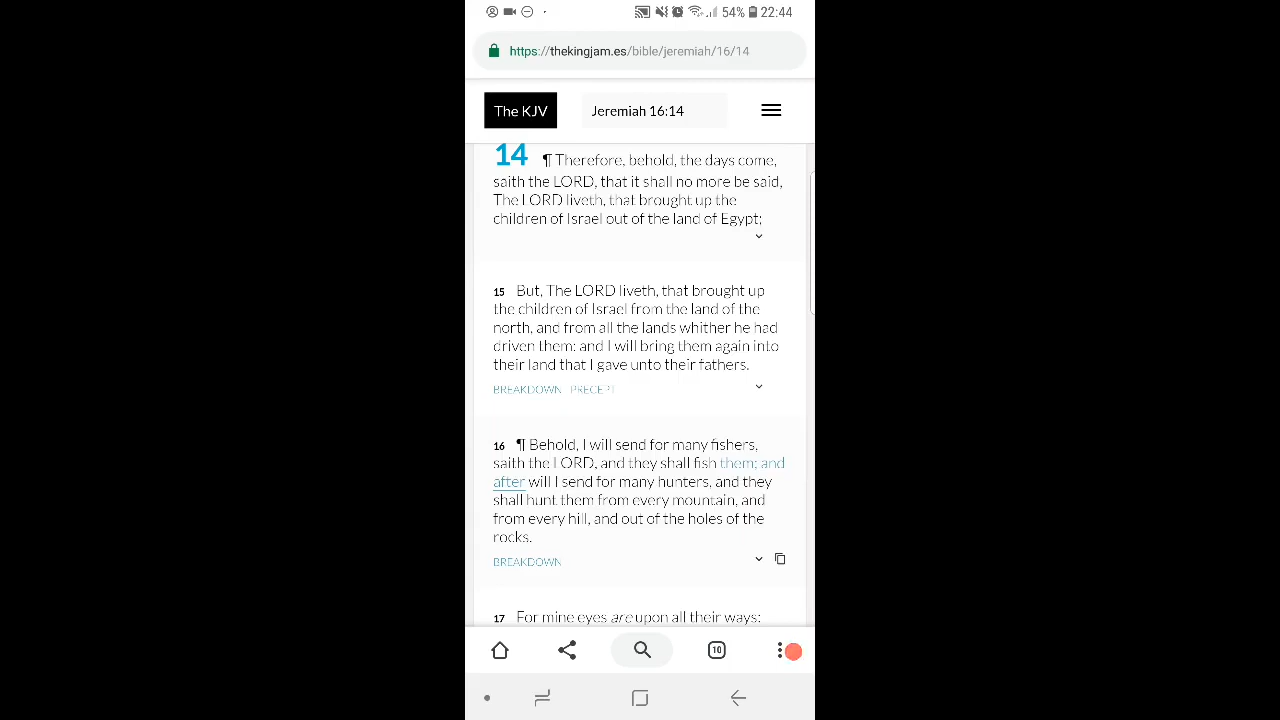 54% 22:44
https://thekingjam.es/bible/jeremiah/16/14
The KJV Jeremiah 16:14
14 ¶ Therefore, behold, the days come,
saith the LORD, that it shall no more be said,
The LORD liveth, that brought up the
children of Israel out of the land of Egypt;
15 But, The LORD liveth, that brought up
the children of Israel from the land of the
north, and from all the lands whither he had
driven them: and I will bring them again into
their land that I gave unto their fathers.
BREAKDOWN PRECEPT
16 ¶ Behold, I will send for many fishers,
saith the LORD, and they shall fish them; and
after will I send for many hunters, and they
shall hunt them from every mountain, and
from every hill, and out of the holes of the
rocks.
BREAKDOWN
17 For mine eyes are upon all their ways:
10